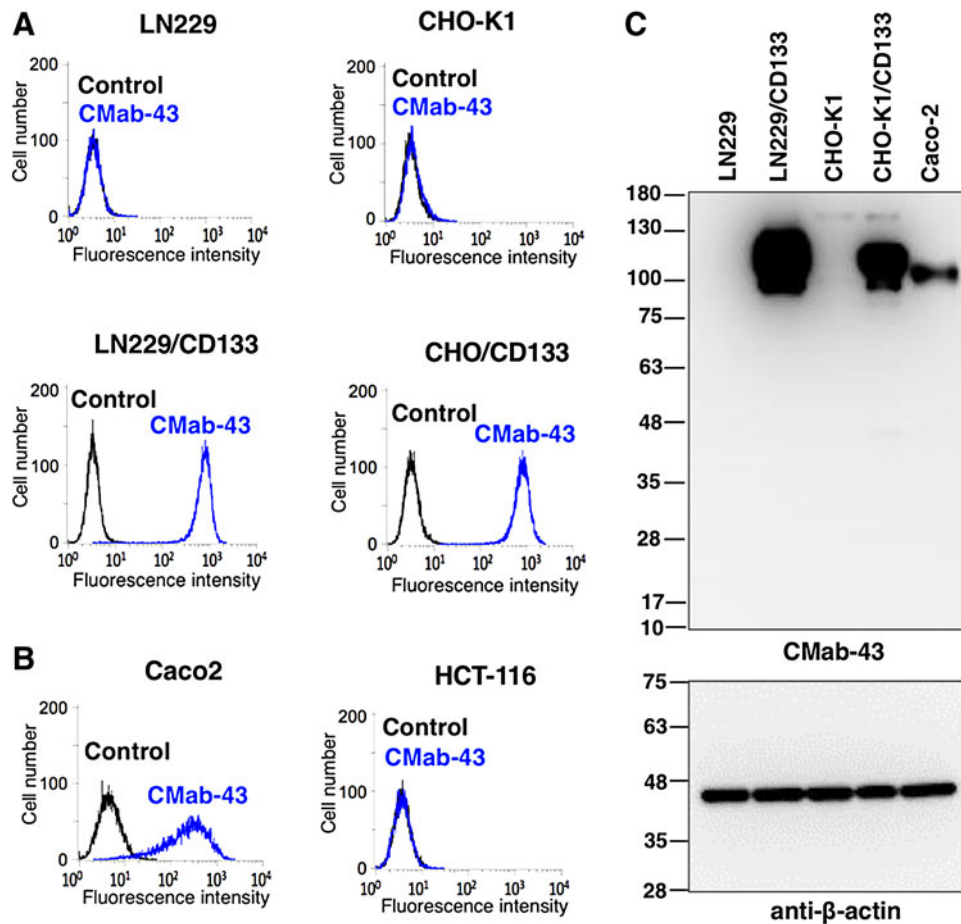 A
LN229
200
Control
CMab-43
100
0
Cell number
10⁰ 10¹ 10² 10³ 10⁴
Fluorescence intensity
CHO-K1
200
Control
CMab-43
100
0
Cell number
10⁰ 10¹ 10² 10³ 10⁴
Fluorescence intensity
LN229/CD133
200
Control
CMab-43
100
0
Cell number
10⁰ 10¹ 10² 10³ 10⁴
Fluorescence intensity
CHO/CD133
200
Control
CMab-43
100
0
Cell number
10⁰ 10¹ 10² 10³ 10⁴
Fluorescence intensity
B
Caco2
200
Control
CMab-43
100
0
Cell number
10⁰ 10¹ 10² 10³ 10⁴
Fluorescence intensity
HCT-116
200
Control
CMab-43
100
0
Cell number
10⁰ 10¹ 10² 10³ 10⁴
Fluorescence intensity
C
LN229
LN229/CD133
CHO-K1
CHO-K1/CD133
Caco-2
180
130
100
75
63
48
35
28
17
10
CMab-43
75
63
48
35
28
anti-β-actin